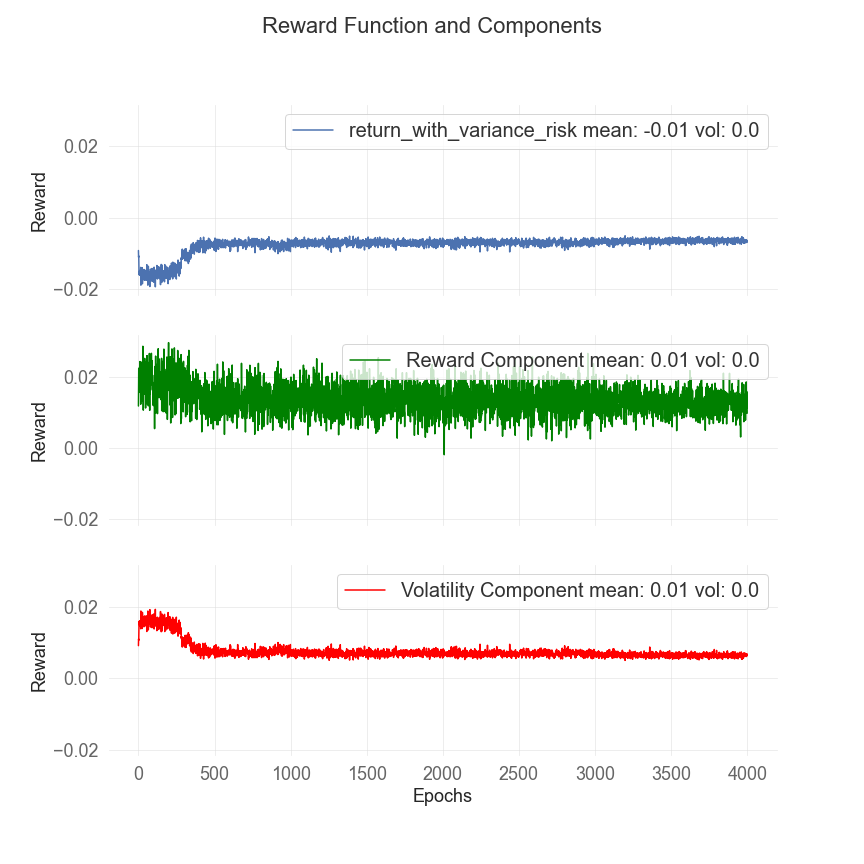 Reward Function and Components
return_with_variance_risk mean: -0.01 vol: 0.0
0.02
0.00
−0.02
Reward
Reward Component mean: 0.01 vol: 0.0
0.02
0.00
−0.02
Reward
Volatility Component mean: 0.01 vol: 0.0
0.02
0.00
−0.02
Reward
0 500 1000 1500 2000 2500 3000 3500 4000
Epochs